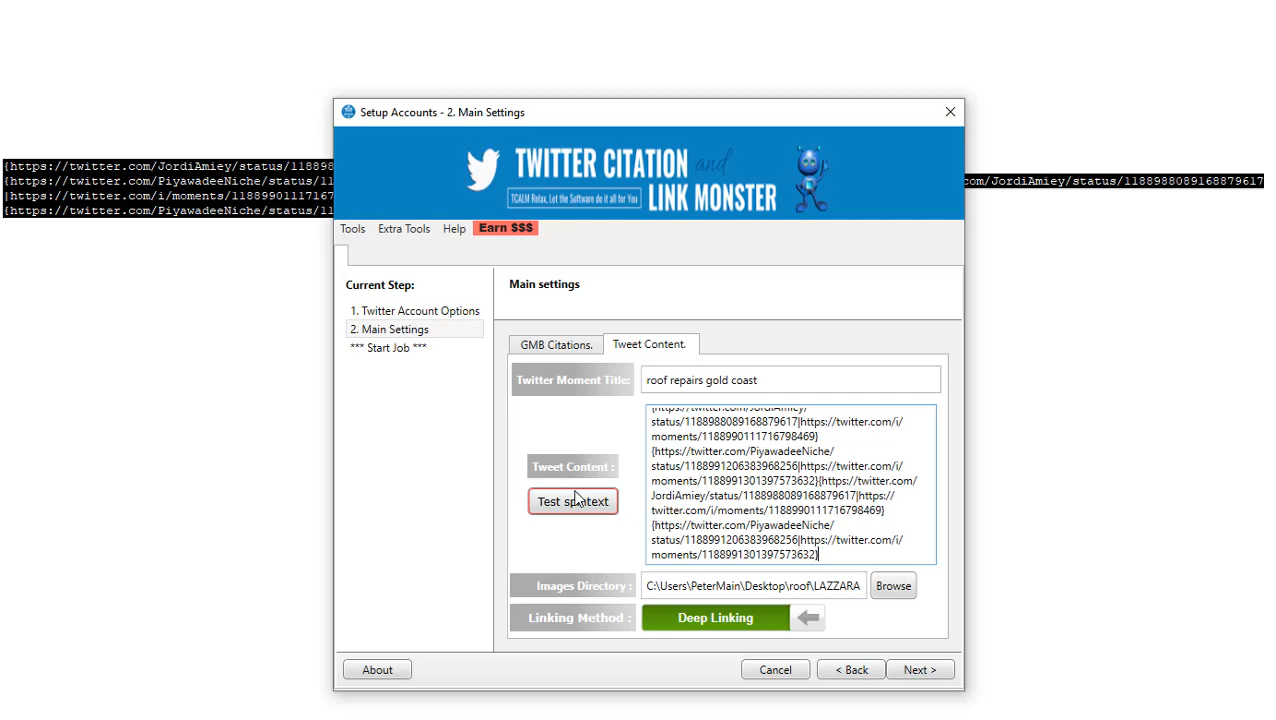 Setup Accounts - 2. Main Settings
{https://twitter.com/JordiAmiey/status/118898
{https://twitter.com/PiyawadeeNiche/status/11
|https://twitter.com/i/moments/11889901117167
{https://twitter.com/PiyawadeeNiche/status/11
com/JordiAmiey/status/1188988089168879617
TWITTER CITATION and
LINK MONSTER
TCALM Relax, Let the Software do it all for You
Tools Extra Tools Help Earn $$$
Current Step:
1. Twitter Account Options
2. Main Settings
*** Start Job ***
Main settings
GMB Citations. Tweet Content.
Twitter Moment Title: roof repairs gold coast
Tweet Content :
Test spintext
{https://twitter.com/JordiAmiey/
status/1188988089168879617|https://twitter.com/i/
moments/1188990111716798469}
{https://twitter.com/PiyawadeeNiche/
status/1188991206383968256|https://twitter.com/i/
moments/1188991301397573632}{https://twitter.com/
JordiAmiey/status/1188988089168879617|https://
twitter.com/i/moments/1188990111716798469}
{https://twitter.com/PiyawadeeNiche/
status/1188991206383968256|https://twitter.com/i/
moments/1188991301397573632}
Images Directory : C:\Users\PeterMain\Desktop\roof\LAZZARA Browse
Linking Method : Deep Linking
About Cancel < Back Next >